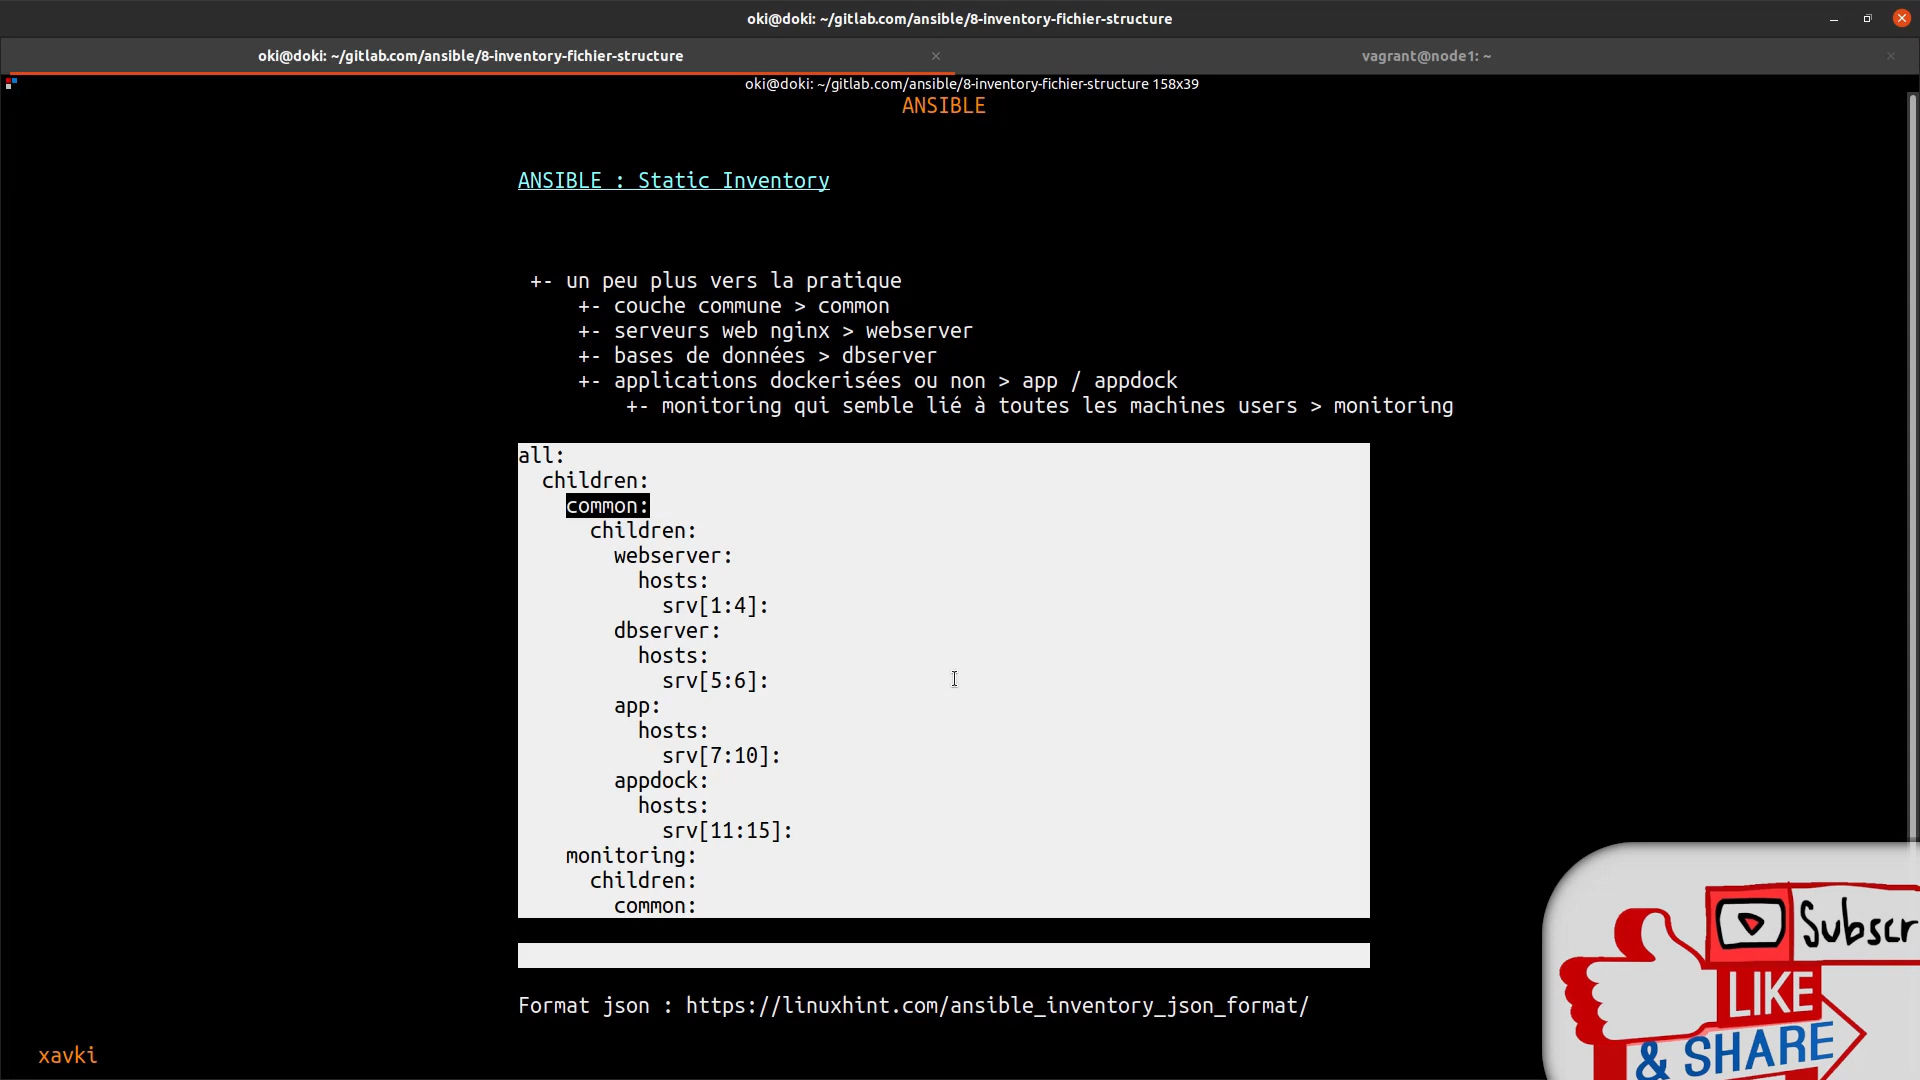 oki@doki: ~/gitlab.com/ansible/8-inventory-fichier-structure
oki@doki: ~/gitlab.com/ansible/8-inventory-fichier-structure
vagrant@node1: ~
oki@doki: ~/gitlab.com/ansible/8-inventory-fichier-structure 158x39
ANSIBLE
ANSIBLE : Static Inventory
+- un peu plus vers la pratique
+- couche commune > common
+- serveurs web nginx > webserver
+- bases de données > dbserver
+- applications dockerisées ou non > app / appdock
+- monitoring qui semble lié à toutes les machines users > monitoring
all:
children:
common:
children:
webserver:
hosts:
srv[1:4]:
dbserver:
hosts:
srv[5:6]:
app:
hosts:
srv[7:10]:
appdock:
hosts:
srv[11:15]:
monitoring:
children:
common:
Format json : https://linuxhint.com/ansible_inventory_json_format/
xavki
Subscr
LIKE
& SHARE